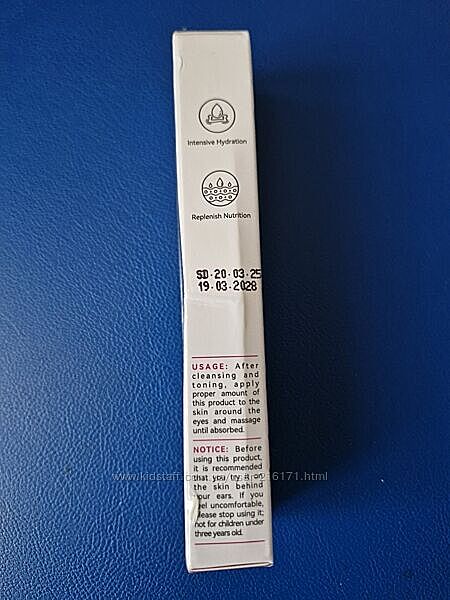 Intensive Hydration
Replenish Nutrition
SD·20·03·25
19·03·2028
USAGE: After
cleansing and
toning, apply
proper amount of
this product to the
skin around the
eyes and massage
until absorbed.
NOTICE: Before
using this product,
it is recommended
that you try it on
the skin behind
your ears. If you
feel uncomfortable,
please stop using it;
not for children under
three years old.